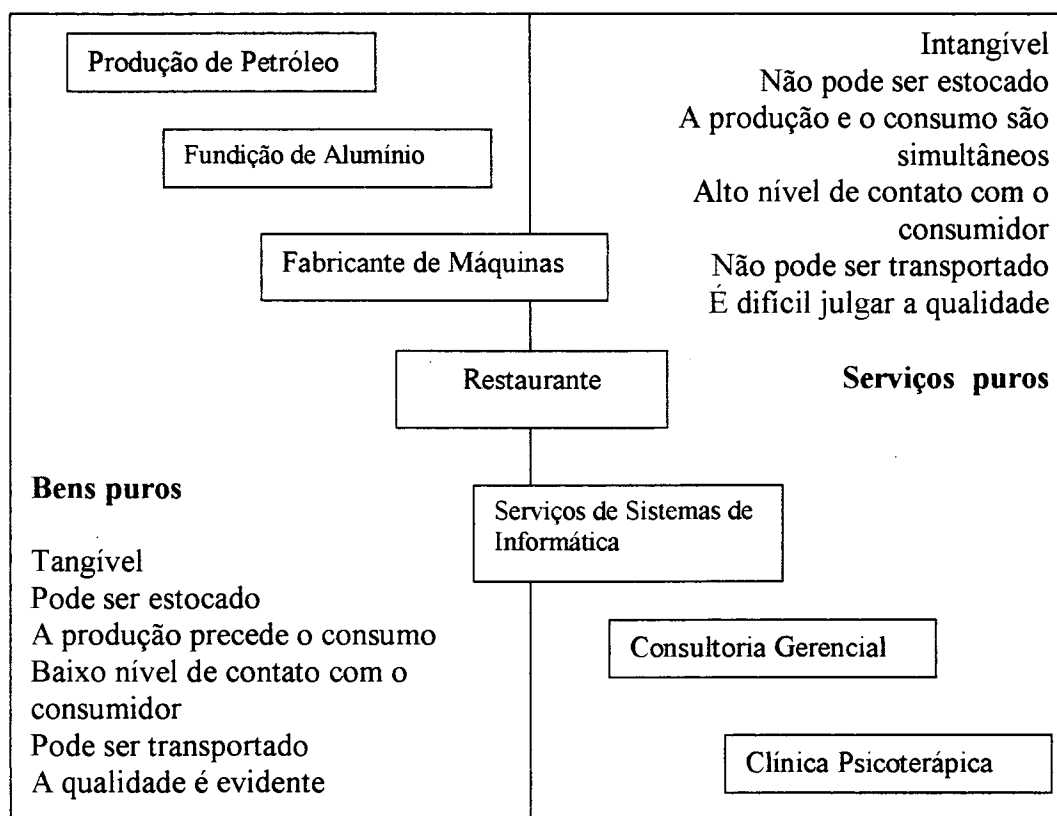 Produção de Petróleo
Fundição de Alumínio
Fabricante de Máquinas
Restaurante
Intangível
Não pode ser estocado
A produção e o consumo são
simultâneos
Alto nível de contato com o
consumidor
Não pode ser transportado
É difícil julgar a qualidade
Serviços puros
Bens puros
Tangível
Pode ser estocado
A produção precede o consumo
Baixo nível de contato com o
consumidor
Pode ser transportado
A qualidade é evidente
Serviços de Sistemas de
Informática
Consultoria Gerencial
Clínica Psicoterápica